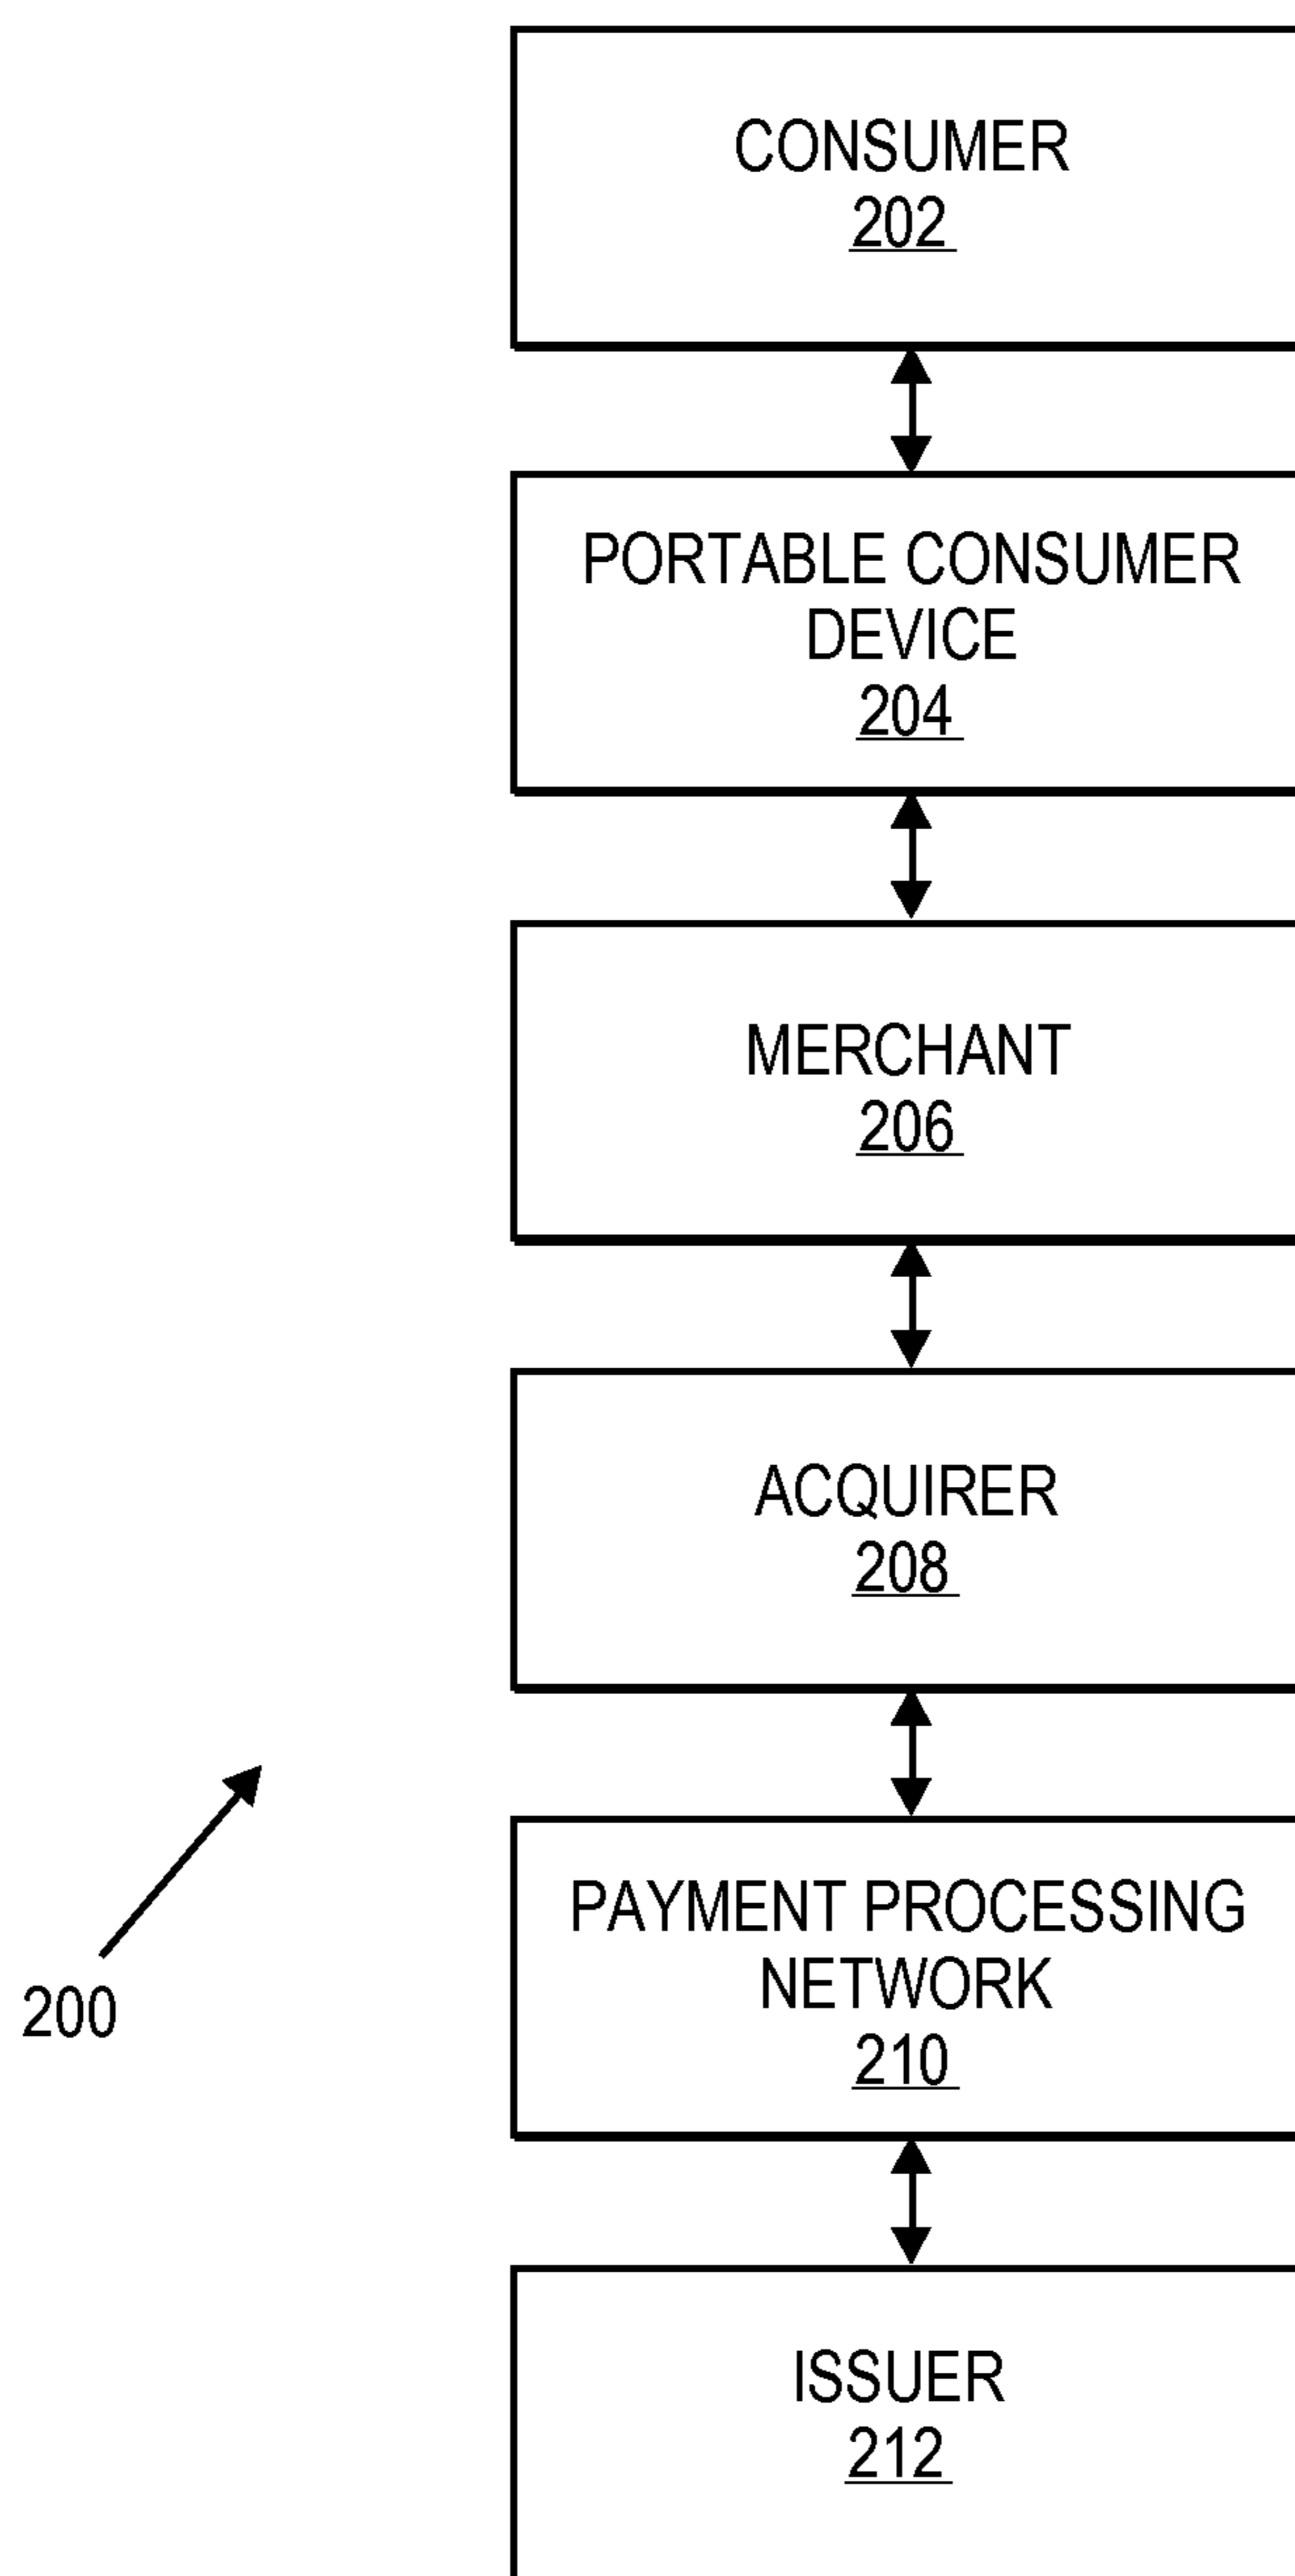 CONSUMER
202
PORTABLE CONSUMER
DEVICE
204
MERCHANT
206
ACQUIRER
208
PAYMENT PROCESSING
NETWORK
210
200
ISSUER
212